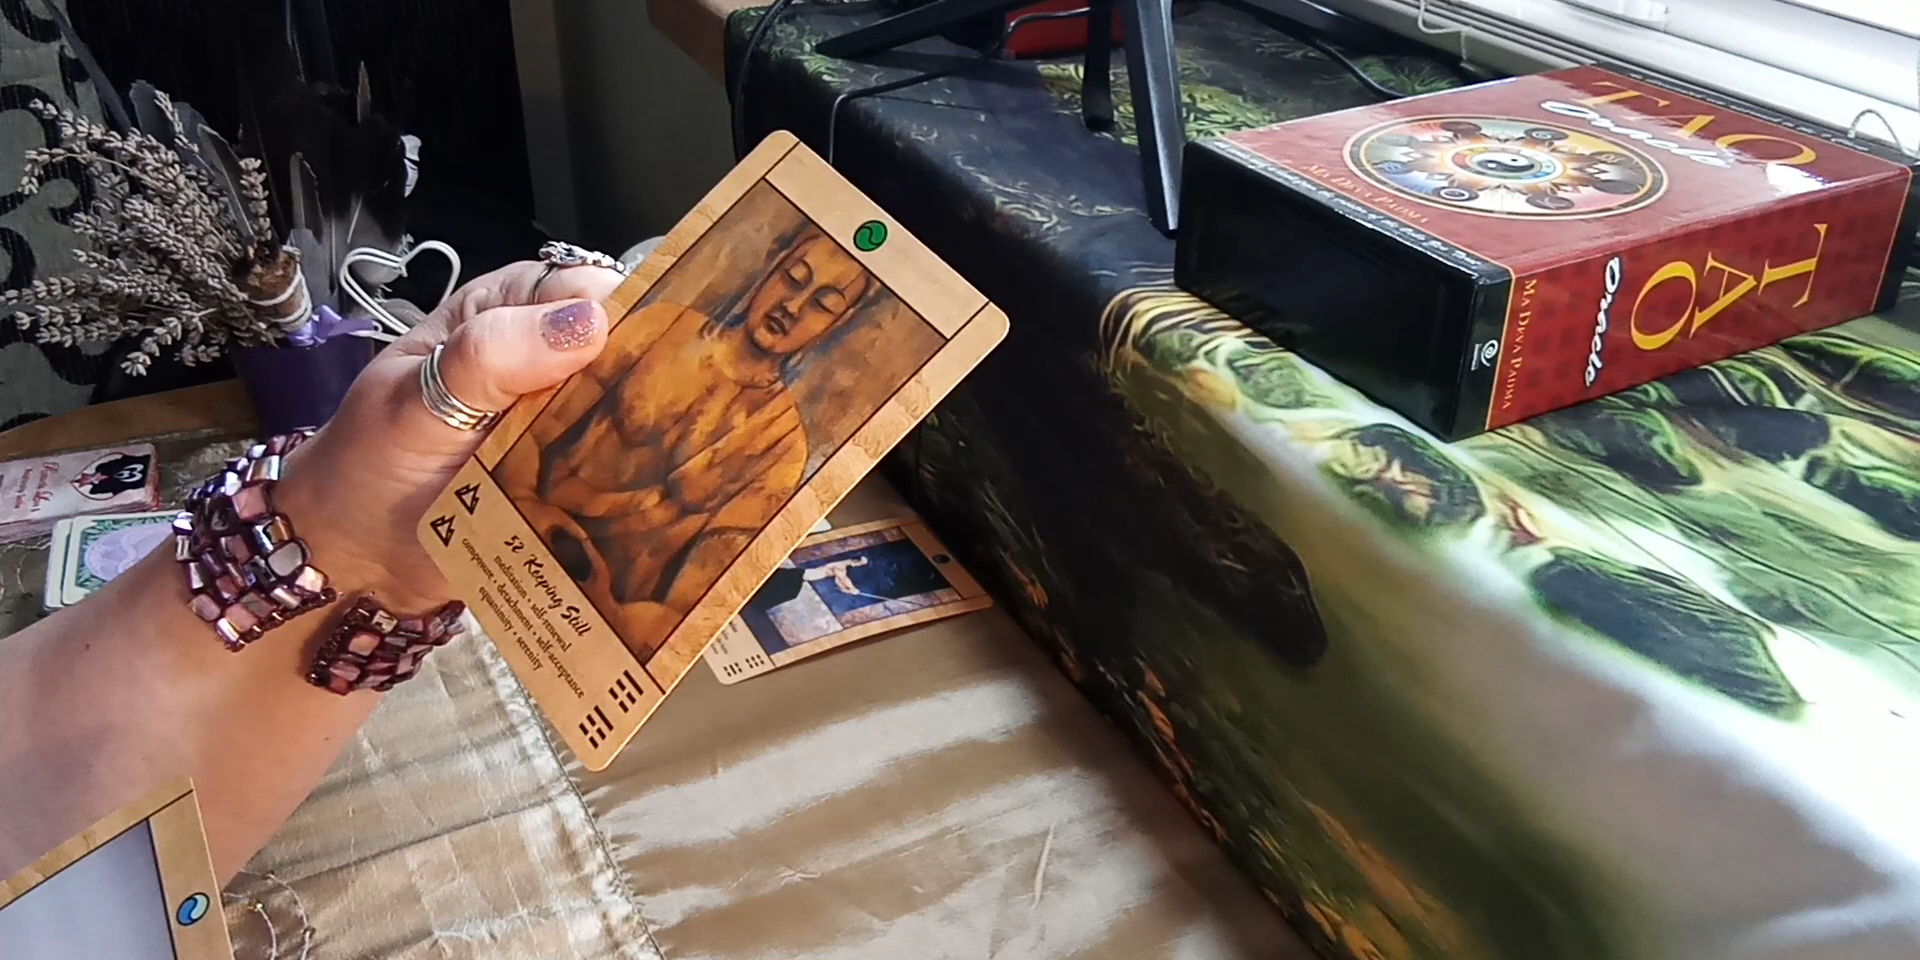 52 Keeping Still
meditation • self-renewal
composure • detachment • self-acceptance
equanimity • serenity
TAO
Oracle
MA DEVA PADMA
TAO
Oracle
MA DEVA PADMA